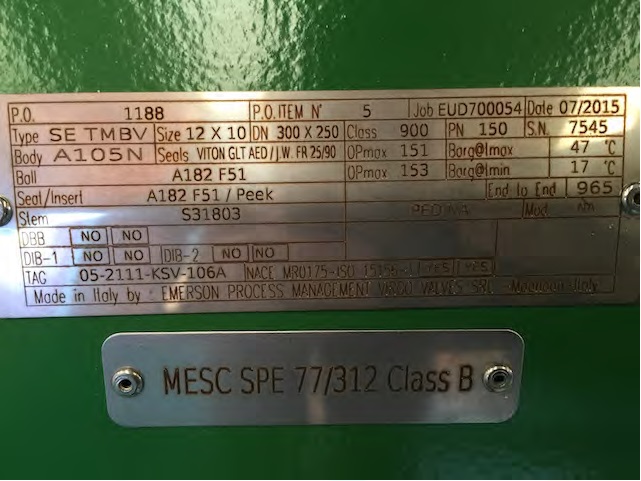 P.O. 1188 P.O. ITEM N° 5 Job EUD700054 Date 07/2015
Type SE TMBV Size 12 X 10 DN 300 X 250 Class 900 PN 150 S.N. 7545
Body A105N Seals VITON GLT AED / J.W. FR 25/90 OPmax 151 Barg@Tmax 47 °C
Ball A182 F51 OPmax 153 Barg@Tmin 17 °C
Seat/Insert A182 F51 / Peek End to End 965
Stem S31803 Mod.
DBB NO NO
DIB-1 NO NO DIB-2 NO NO
TAG 05-2111-KSV-106A NACE MR0175-ISO 15156- YES YES
Made in Italy by : EMERSON PROCESS MANAGEMENT VIRGO VALVES SRL - Italy
MESC SPE 77/312 Class B